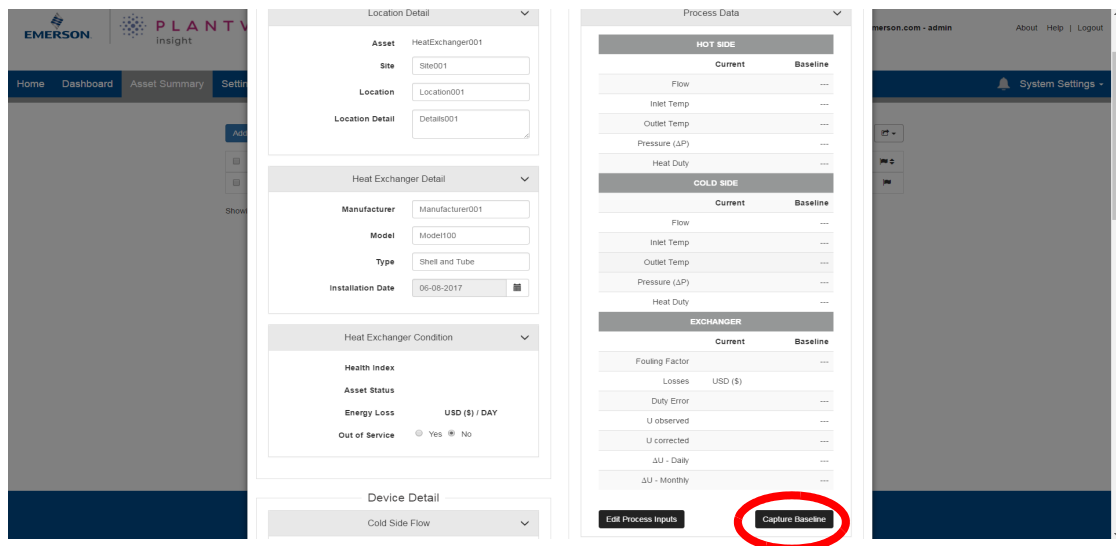 EMERSON
PLANTV
insight
merson.com - admin
About Help | Logout
Home Dashboard Asset Summary Settin
System Settings
Add
Showi
Location Detail
Asset HeatExchanger001
Site Site001
Location Location001
Location Detail Details001
Heat Exchanger Detail
Manufacturer Manufacturer001
Model Model100
Type Shell and Tube
Installation Date 06-08-2017
Heat Exchanger Condition
Health Index
Asset Status
Energy Loss USD ($) / DAY
Out of Service Yes No
Device Detail
Cold Side Flow
Process Data
HOT SIDE
Current Baseline
Flow ---
Inlet Temp ---
Outlet Temp ---
Pressure (ΔP) ---
Heat Duty ---
COLD SIDE
Current Baseline
Flow ---
Inlet Temp ---
Outlet Temp ---
Pressure (ΔP) ---
Heat Duty ---
EXCHANGER
Current Baseline
Fouling Factor ---
Losses USD ($)
Duty Error ---
U observed ---
U corrected ---
ΔU - Daily ---
ΔU - Monthly ---
Edit Process Inputs Capture Baseline